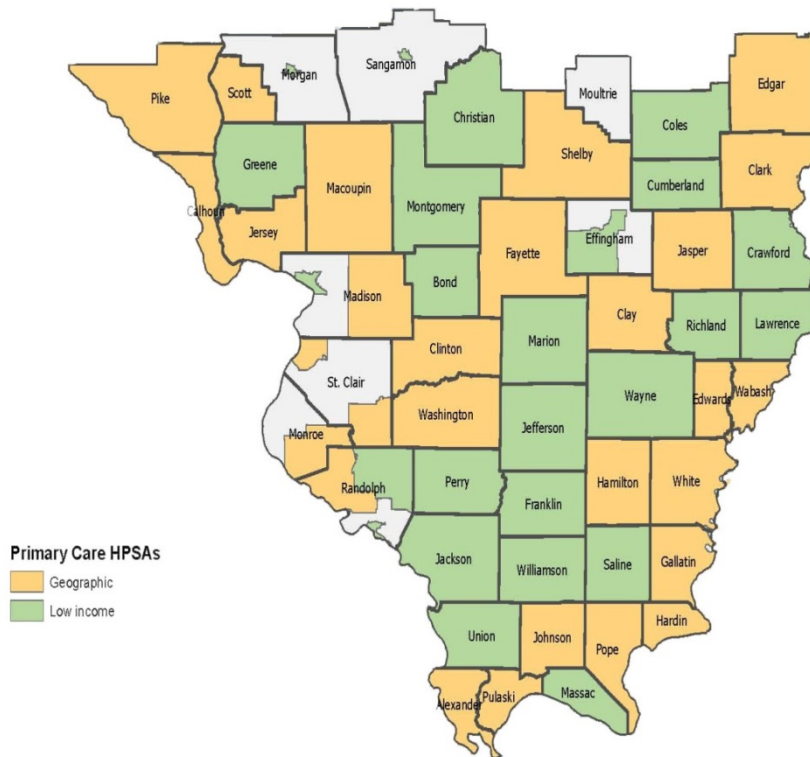 Morgan
Sangamon
Edgar
Pike
Scott
Moultrie
Christian
Coles
Shelby
Greene
Clark
Macoupin
Cumberland
Montgomery
Calhoun
Jersey
Effingham
Fayette
Jasper
Crawford
Bond
Madison
Clay
Richland
Lawrence
Marion
Clinton
St. Clair
Wayne
Edwards
Wabash
Washington
Jefferson
Monroe
Hamilton
White
Perry
Randolph
Franklin
Primary Care HPSAs
Geographic
Low income
Jackson
Williamson
Saline
Gallatin
Union
Johnson
Pope
Hardin
Massac
Alexander
Pulaski